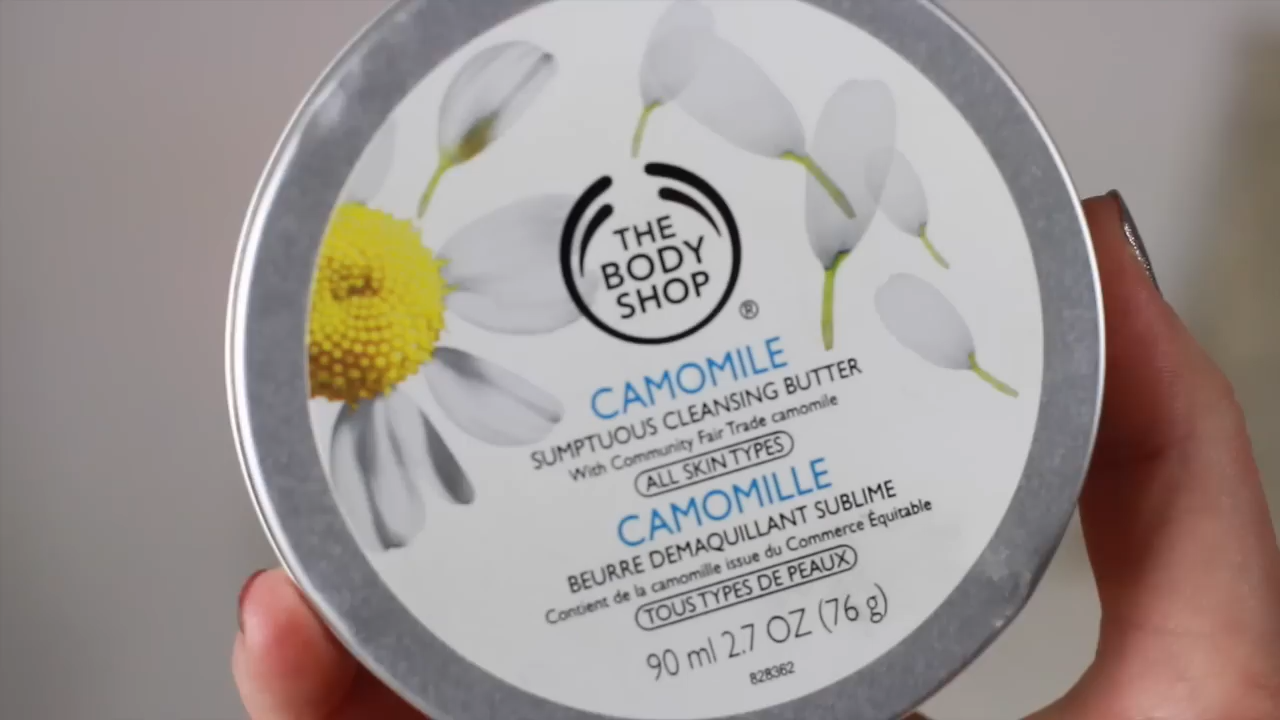 THE
BODY
SHOP
®
CAMOMILE
SUMPTUOUS CLEANSING BUTTER
With Community Fair Trade camomile
ALL SKIN TYPES
CAMOMILLE
BEURRE DEMAQUILLANT SUBLIME
Contient de la camomille issue du Commerce Équitable
TOUS TYPES DE PEAUX
90 ml 2.7 OZ (76 g)
828362